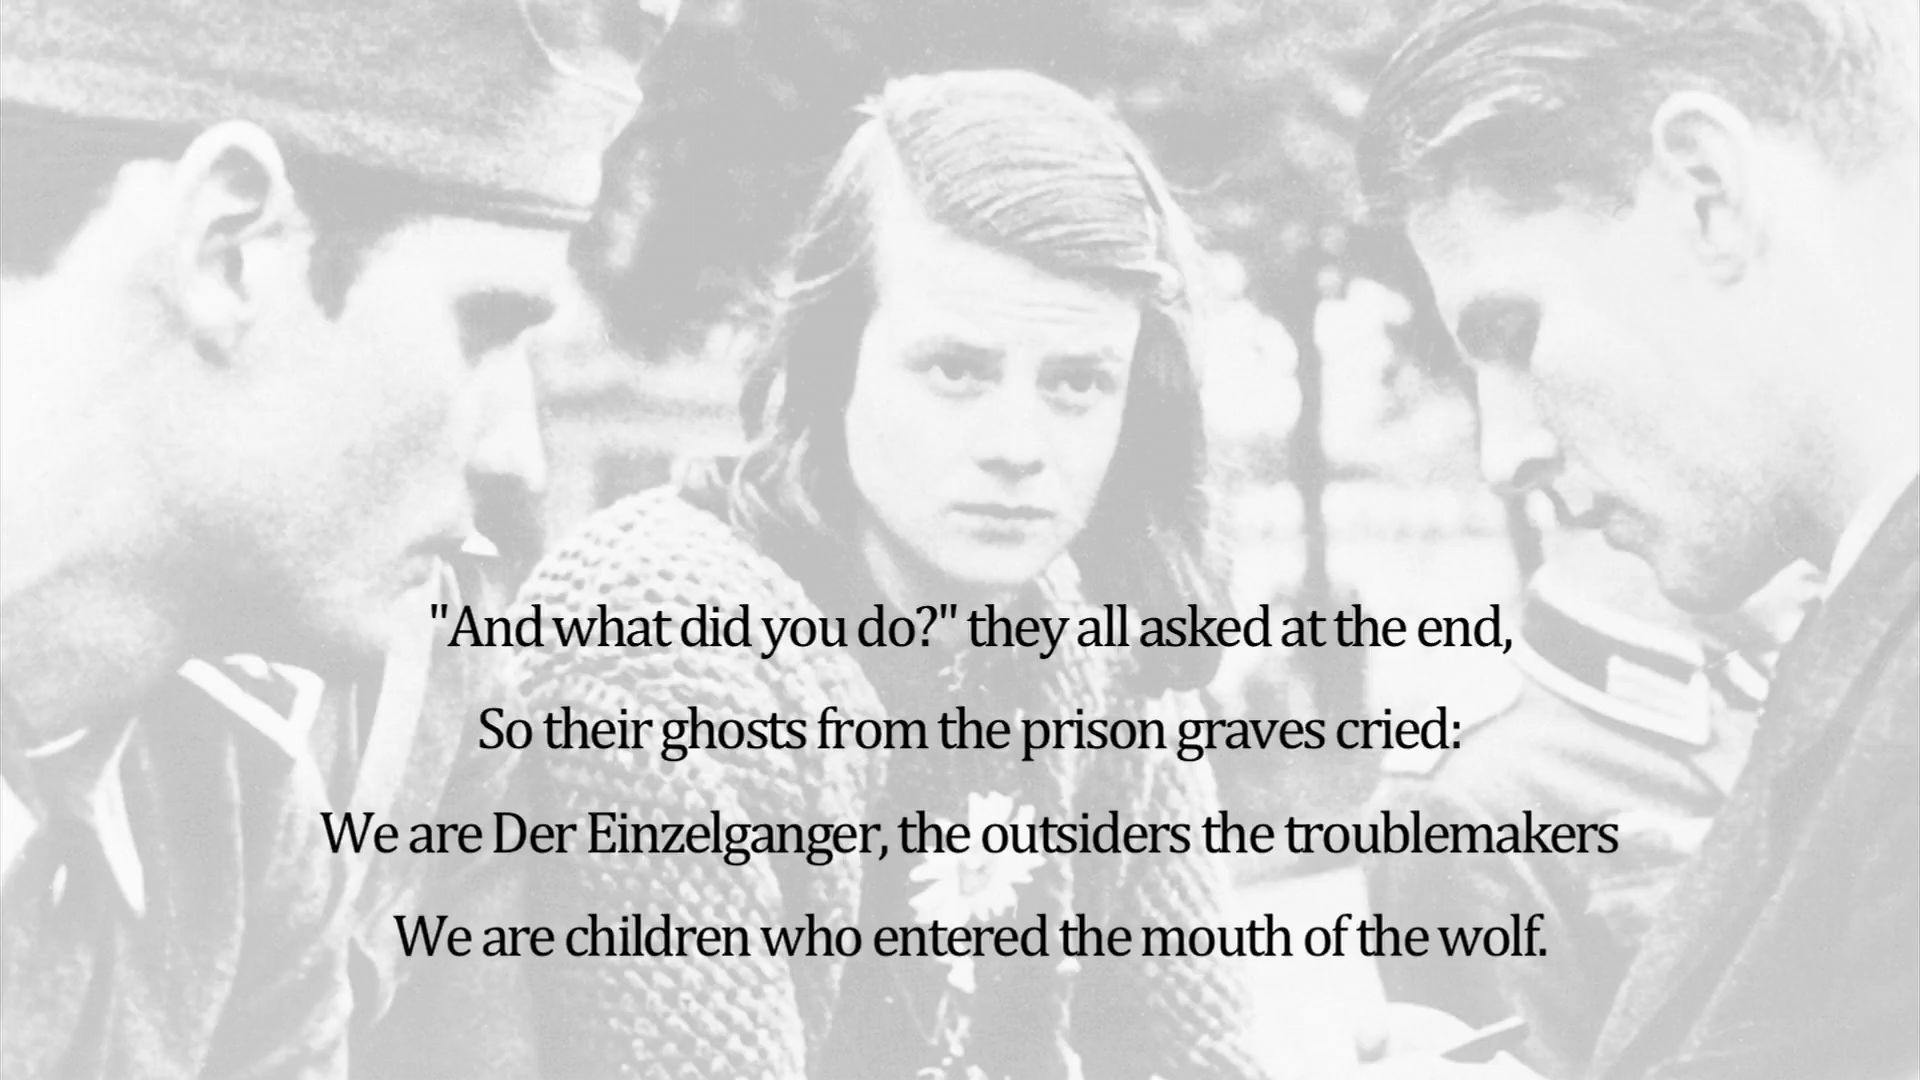 "And what did you do?" they all asked at the end,
So their ghosts from the prison graves cried:
We are Der Einzelganger, the outsiders the troublemakers
We are children who entered the mouth of the wolf.